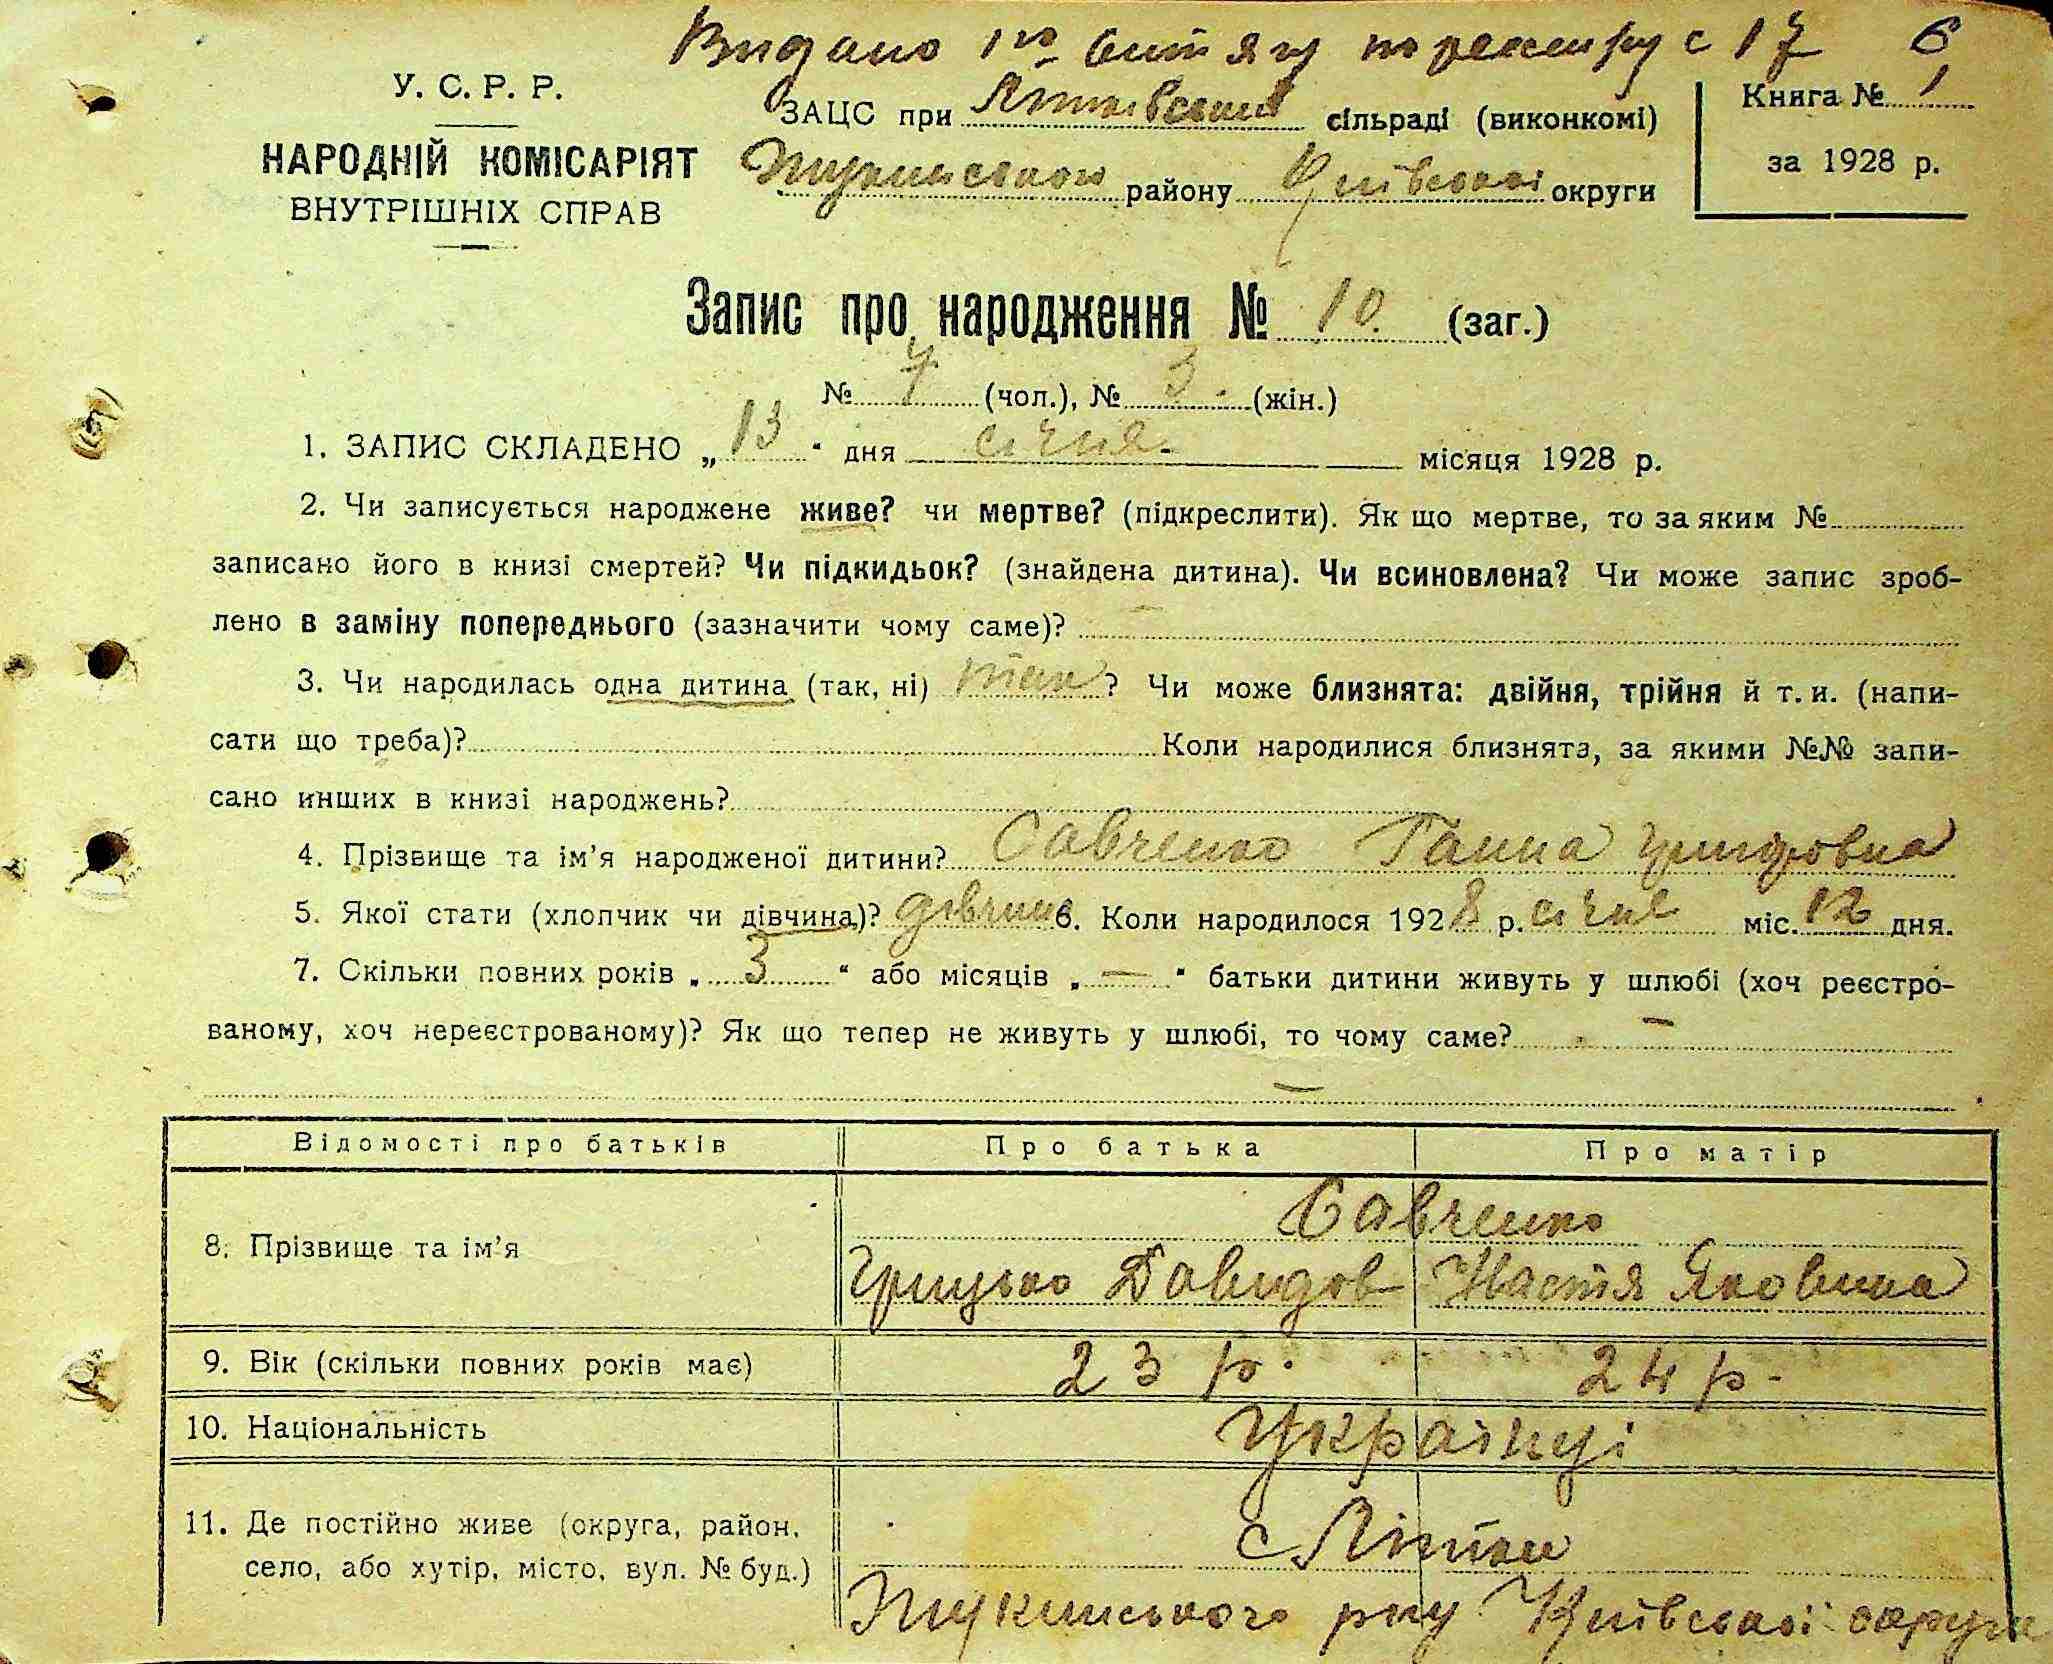 Видано витяг по реєстру с 17 6
У. С. Р. Р.
НАРОДНІЙ КОМІСАРІЯТ
ВНУТРІШНІХ СПРАВ
ЗАЦС при Літківській сільраді (виконкомі)
району Київської округи
Книга № 1
за 1928 р.
Запис про народження № 10. (заг.)
№ 7 (чол.), № 3. (жін.)
1. ЗАПИС СКЛАДЕНО „13" дня січня. місяця 1928 р.
2. Чи записується народжене живе? чи мертве? (підкреслити). Як що мертве, то за яким №
записано його в книзі смертей? Чи підкидьок? (знайдена дитина). Чи всиновлена? Чи може запис зроб-
лено в заміну попереднього (зазначити чому саме)? —
3. Чи народилась одна дитина (так, ні) так? Чи може близнята: двійня, трійня й т. и. (напи-
сати що треба)? Коли народилися близнята, за якими №№ запи-
сано инших в книзі народжень?
4. Прізвище та ім'я народженої дитини? Савченко Ганна
5. Якої стати (хлопчик чи дівчина)? дівчина 6. Коли народилося 1928 р. січня міс. 12 дня.
7. Скільки повних років „ 3 " або місяців „ — " батьки дитини живуть у шлюбі (хоч реєстро-
ваному, хоч нереєстрованому)? Як що тепер не живуть у шлюбі, то чому саме? —
—
Відомості про батьків Про батька Про матір
8. Прізвище та ім'я Савченко
Грицько Давидов Настя Яковина
9. Вік (скільки повних років має) 23 р. 24 р.
10. Національність Українці
11. Де постійно живе (округа, район, с Літки
село, або хутір, місто, вул. № буд.)
рну Київської округи